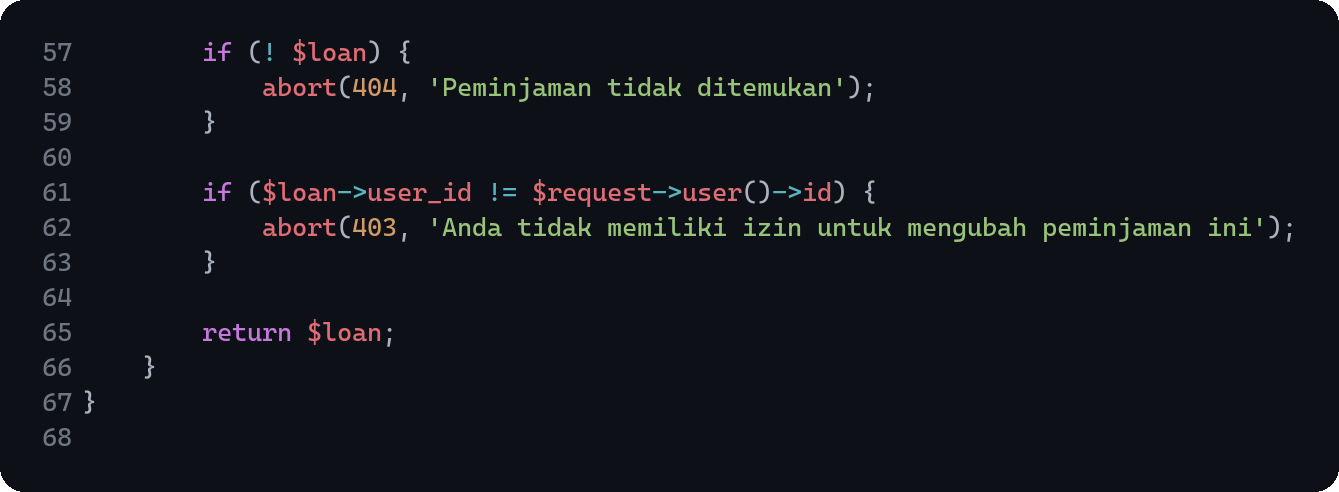 57        if (! $loan) {
58            abort(404, 'Peminjaman tidak ditemukan');
59        }
60
61        if ($loan->user_id != $request->user()->id) {
62            abort(403, 'Anda tidak memiliki izin untuk mengubah peminjaman ini');
63        }
64
65        return $loan;
66    }
67 }
68